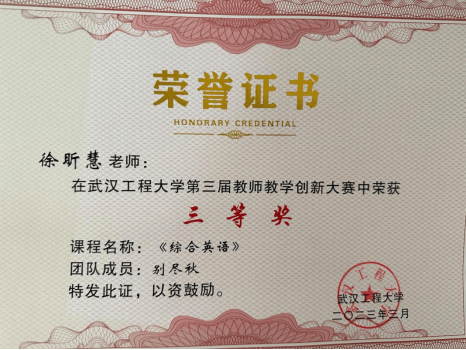 荣誉证书
HONORARY CREDENTIAL
徐昕慧老师：
在武汉工程大学第三届教师教学创新大赛中荣获
三等奖
课程名称：《综合英语》
团队成员：别尽秋
特发此证，以资鼓励。
武汉工程大学
二〇二三年三月